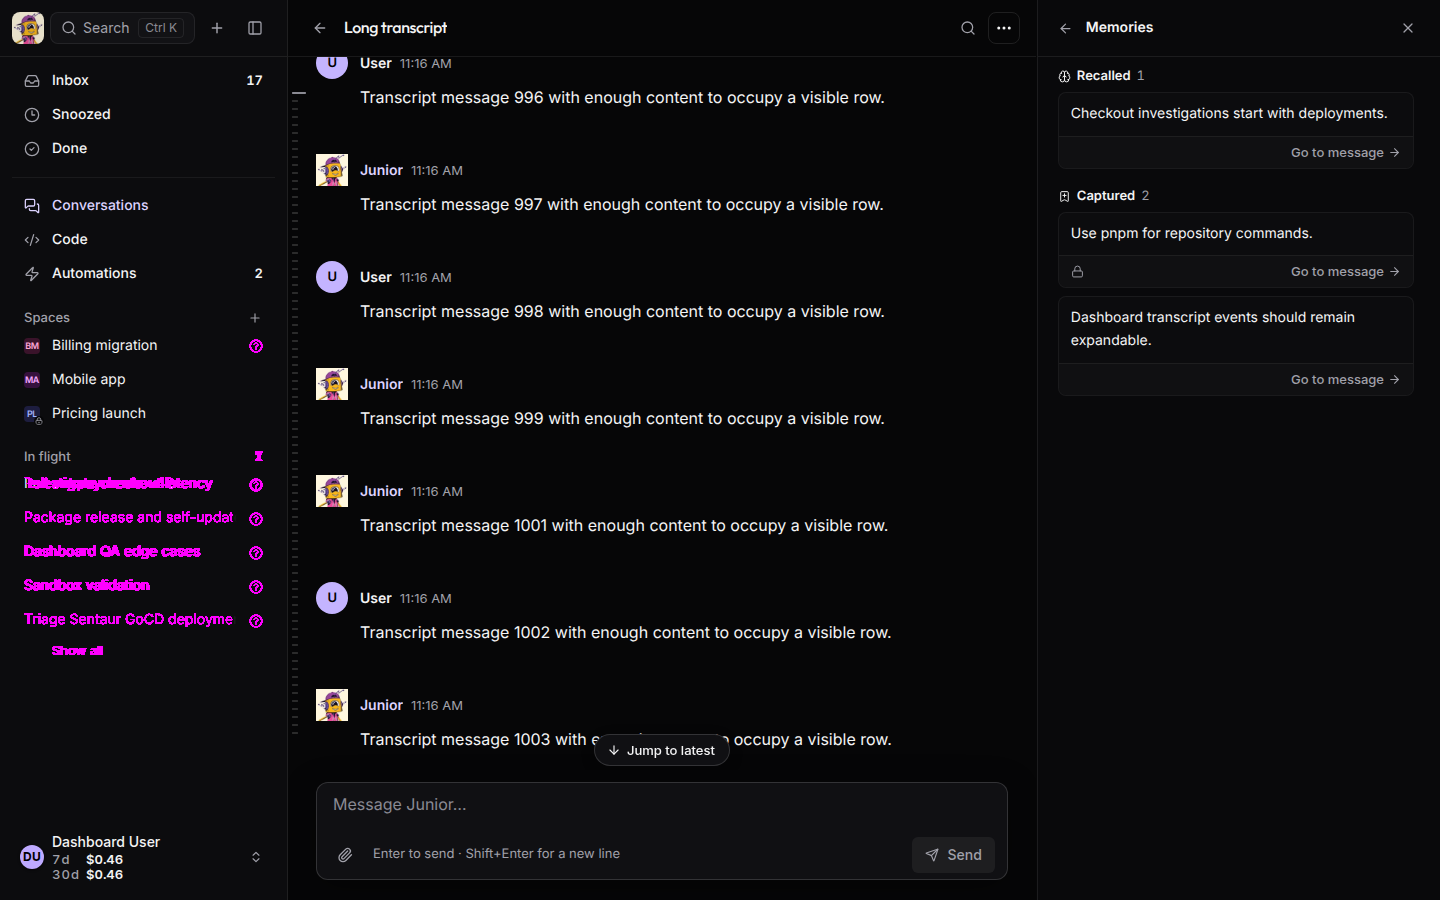 Search Ctrl K
Inbox 17
Snoozed
Done
Conversations
Code
Automations 2
Spaces
BM Billing migration
MA Mobile app
PL Pricing launch
In flight
Package release and self-updat
Dashboard QA edge cases
Sandbox validation
Triage Sentaur GoCD deployme
Show all
DU Dashboard User
7d $0.46
30d $0.46
Long transcript
U User 11:16 AM
Transcript message 996 with enough content to occupy a visible row.
Junior 11:16 AM
Transcript message 997 with enough content to occupy a visible row.
U User 11:16 AM
Transcript message 998 with enough content to occupy a visible row.
Junior 11:16 AM
Transcript message 999 with enough content to occupy a visible row.
Junior 11:16 AM
Transcript message 1001 with enough content to occupy a visible row.
U User 11:16 AM
Transcript message 1002 with enough content to occupy a visible row.
Junior 11:16 AM
Transcript message 1003 with occupy a visible row.
Jump to latest
Message Junior...
Enter to send · Shift+Enter for a new line
Send
Memories
Recalled 1
Checkout investigations start with deployments.
Go to message
Captured 2
Use pnpm for repository commands.
Go to message
Dashboard transcript events should remain
expandable.
Go to message